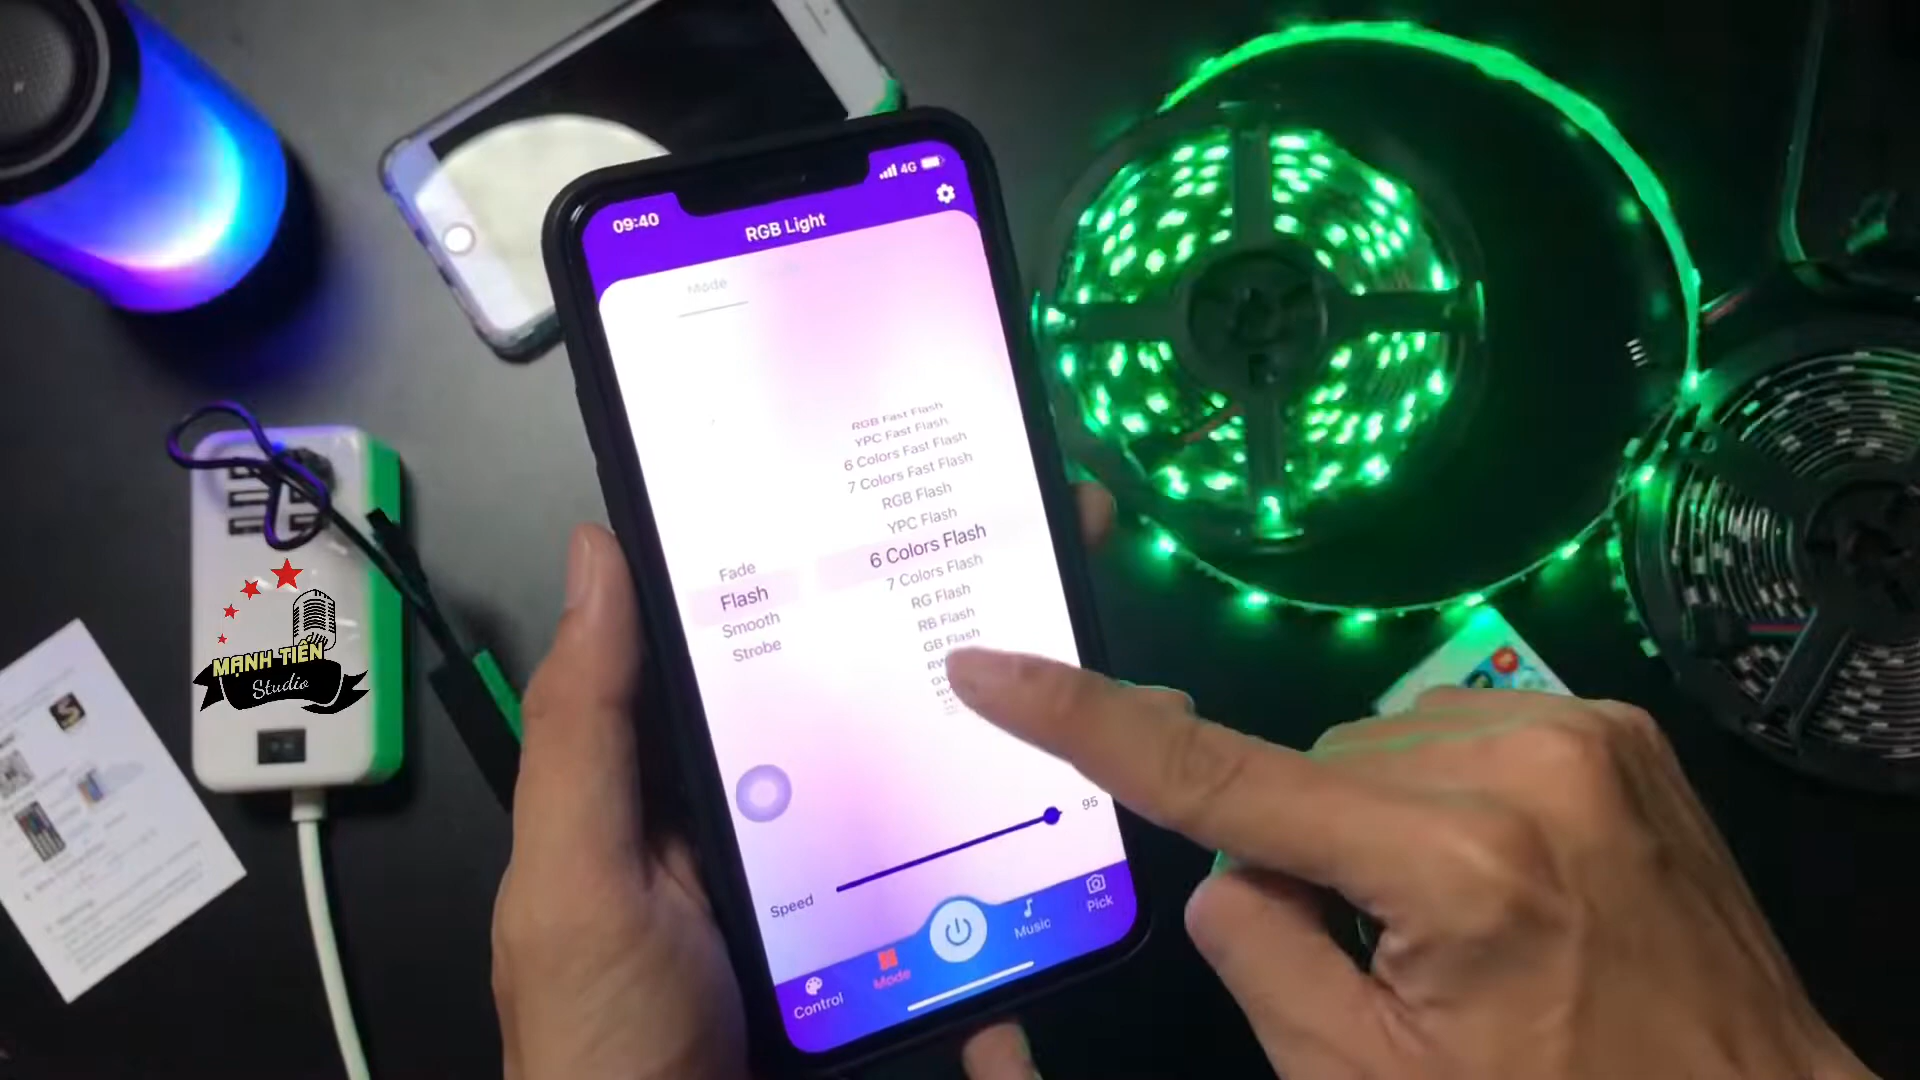 09:40
4G
RGB Light
Mode
RGB Fast Flash
YPC Fast Flash
6 Colors Fast Flash
7 Colors Fast Flash
RGB Flash
YPC Flash
6 Colors Flash
7 Colors Flash
RG Flash
RB Flash
GB Flash
Fade
Flash
Smooth
Strobe
95
Speed
Control
Mode
Music
Pick
MẠNH TIẾN
Studio